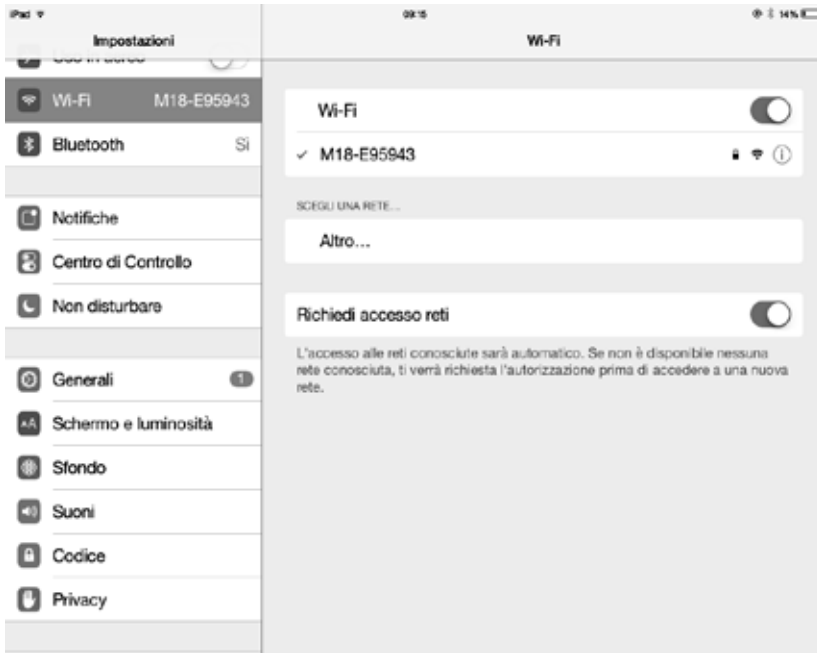 iPad
09:15
14%
Impostazioni
Wi-Fi
Uso in aereo
Wi-Fi M18-E95943
Bluetooth Sì
Notifiche
Centro di Controllo
Non disturbare
Generali 1
Schermo e luminosità
Sfondo
Suoni
Codice
Privacy
Wi-Fi
M18-E95943
SCEGLI UNA RETE...
Altro...
Richiedi accesso reti
L'accesso alle reti conosciute sarà automatico. Se non è disponibile nessuna
rete conosciuta, ti verrà richiesta l'autorizzazione prima di accedere a una nuova
rete.